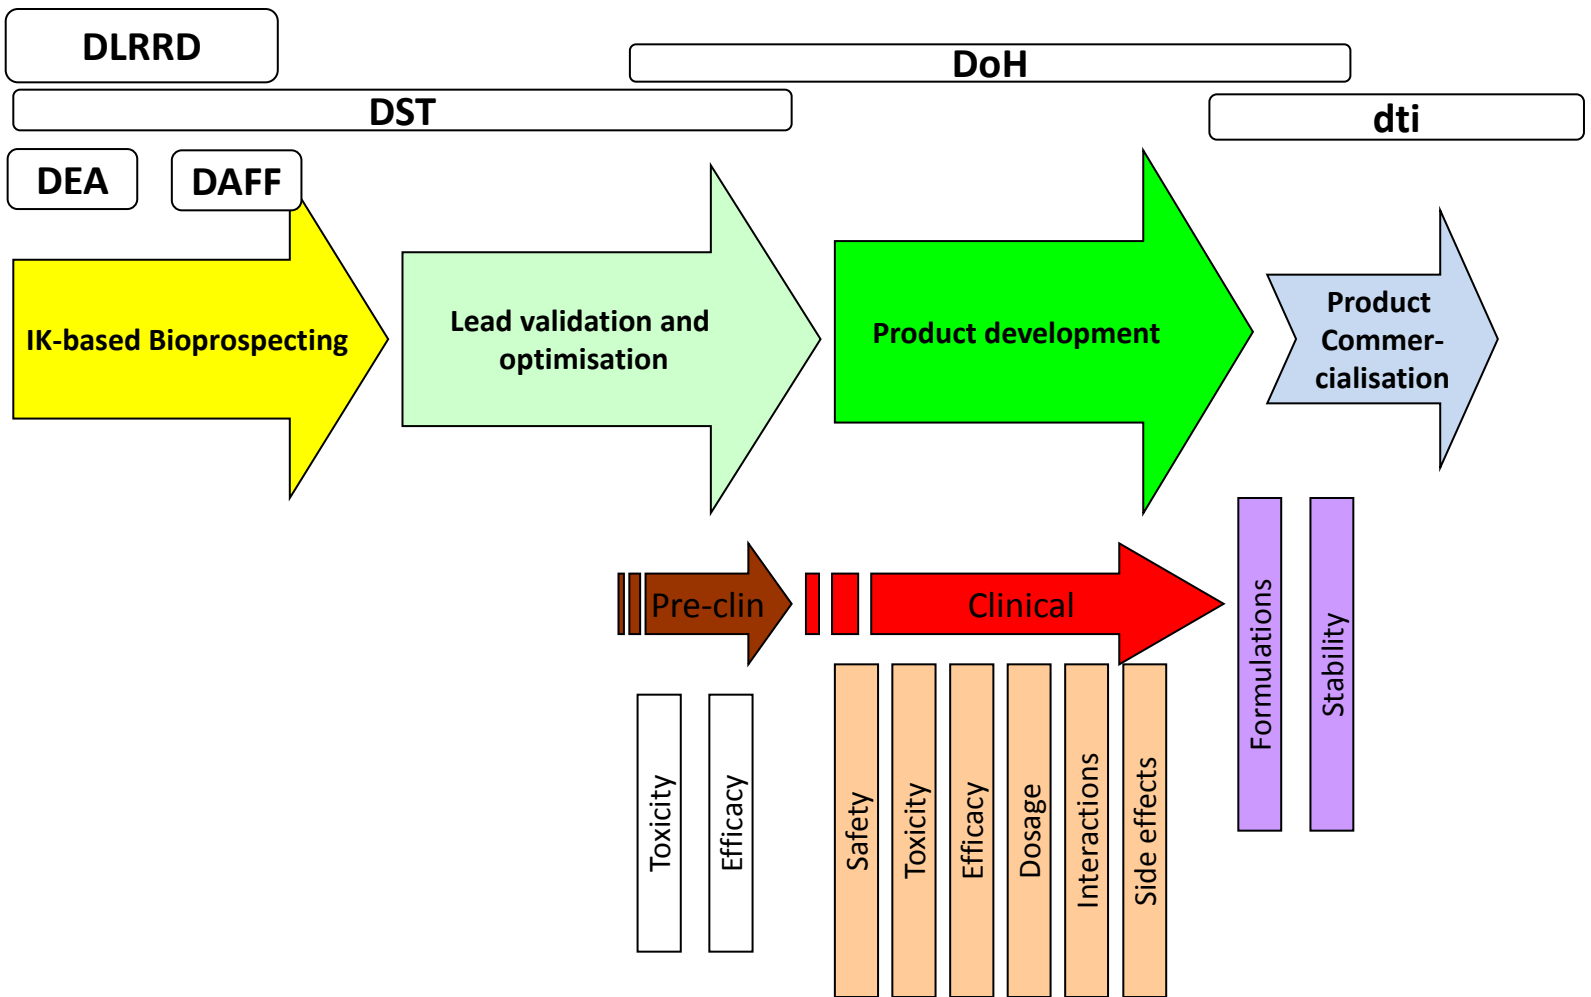 DLRRD
DoH
DST
dti
DEA
DAFF
IK-based Bioprospecting
Lead validation and
optimisation
Product development
Product
Commer-
cialisation
Pre-clin
Clinical
Toxicity
Efficacy
Safety
Toxicity
Efficacy
Dosage
Interactions
Side effects
Formulations
Stability